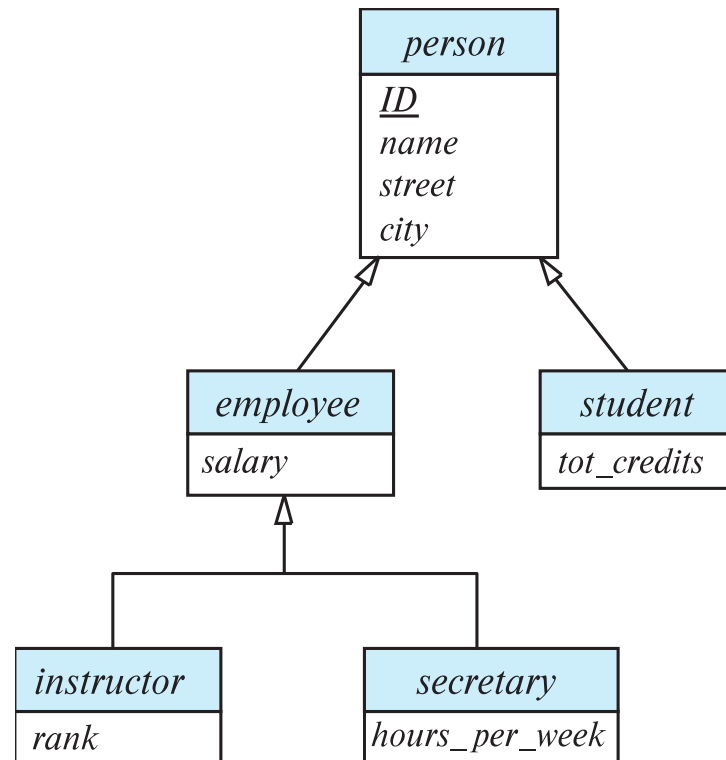 person
ID
name
street
city
employee
salary
student
tot_credits
instructor
rank
secretary
hours_per_week